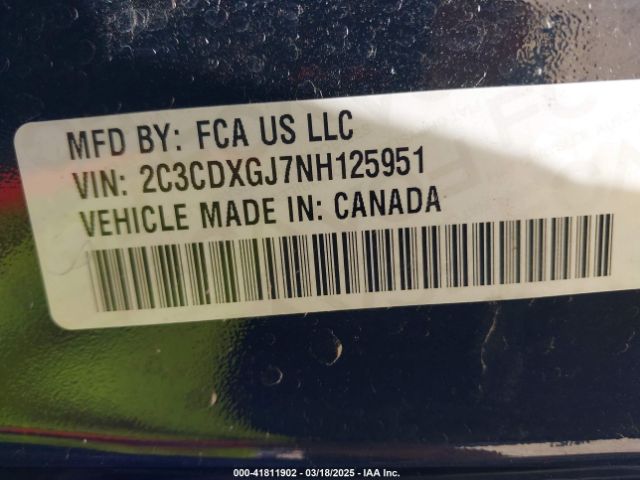 MFD BY: FCA US LLC
VIN: 2C3CDXGJ7NH125951
VEHICLE MADE IN: CANADA
000-41811902 - 03/18/2025 - IAA Inc.